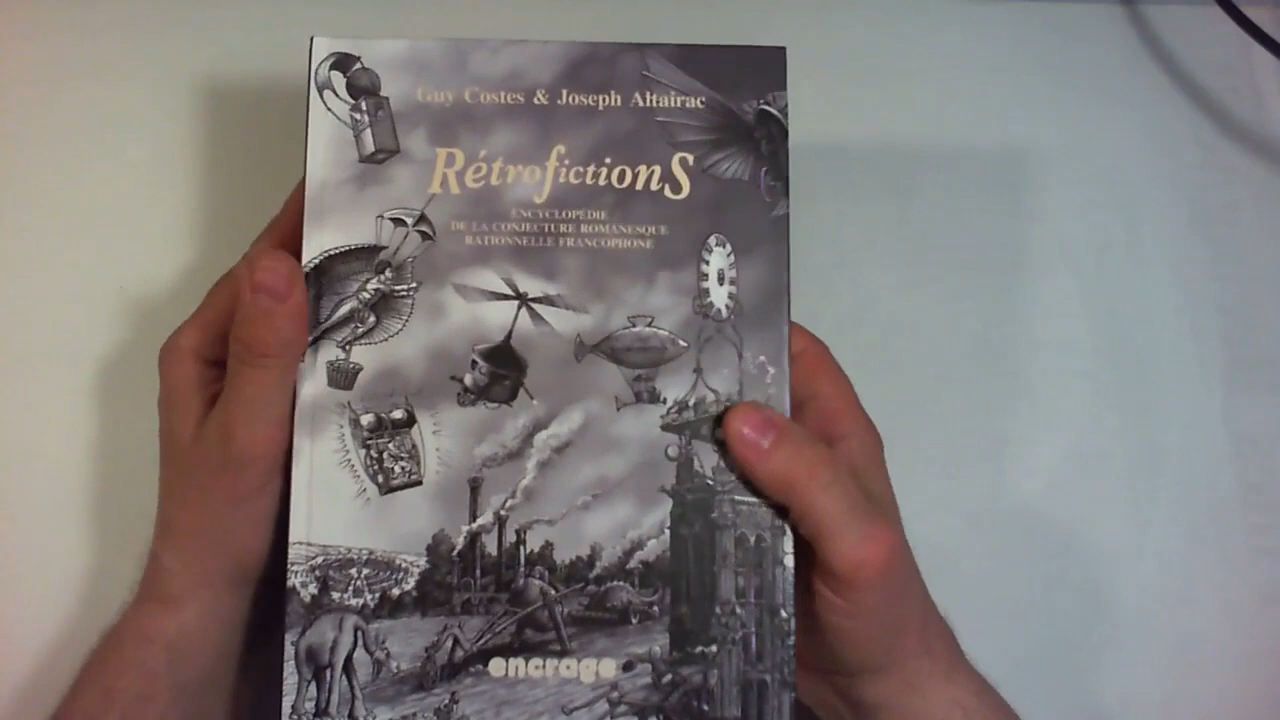 Guy Costes & Joseph Altairac
RétrofictionS
ENCYCLOPÉDIE
DE LA CONJECTURE ROMANESQUE
RATIONNELLE FRANCOPHONE
encrage